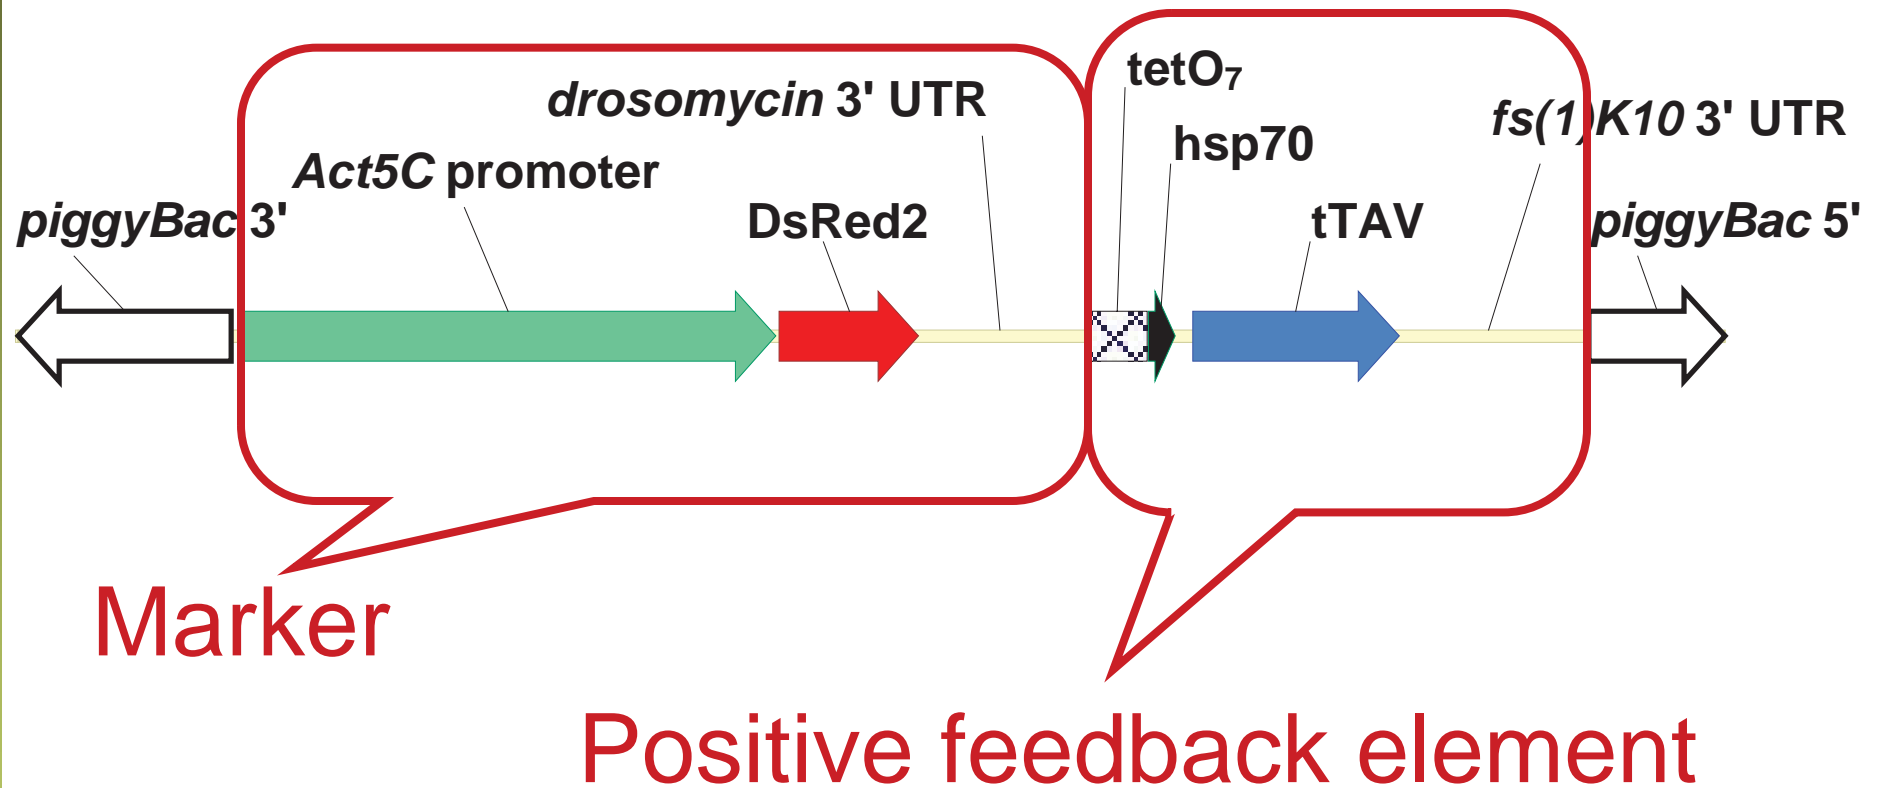 tetO₇
drosomycin 3' UTR
fs(1)K10 3' UTR
hsp70
Act5C promoter
piggyBac 3'
DsRed2
tTAV
piggyBac 5'
Marker
Positive feedback element